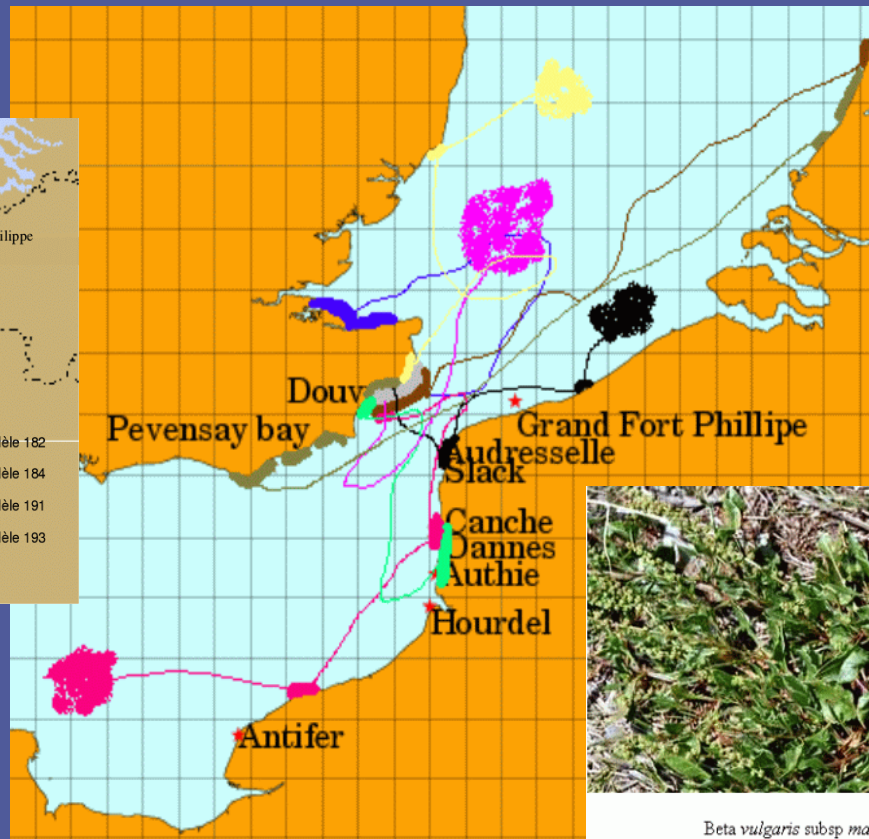 ilippe
èle 182
èle 184
èle 191
èle 193
Douv
Pevensay bay
Grand Fort Phillipe
Audresselle
Slack
Canche
Dannes
Authie
Hourdel
Antifer
Beta vulgaris subsp ma